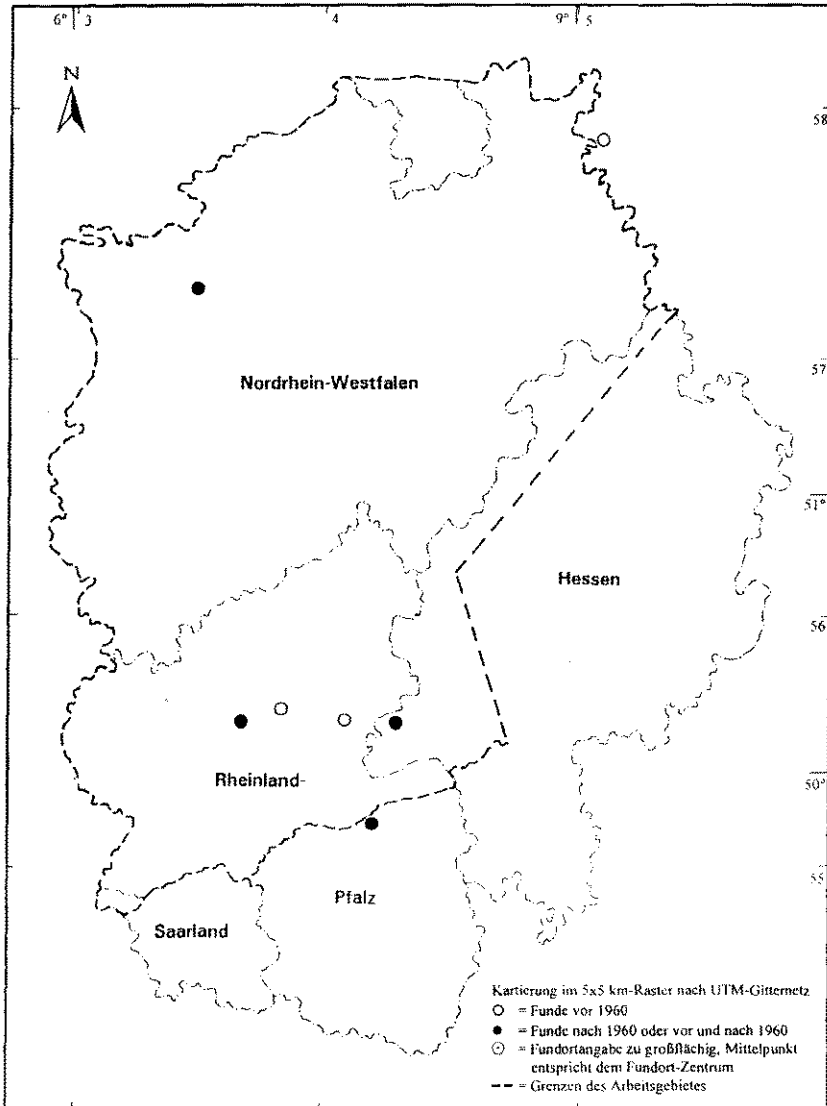 6° 3 4 9° 5
N
58
Nordrhein-Westfalen
57
51°
Hessen
56
Rheinland-
50°
55
Pfalz
Saarland
Kartierung im 5x5 km-Raster nach UTM-Gitternetz
○ = Funde vor 1960
● = Funde nach 1960 oder vor und nach 1960
⊙ = Fundortangabe zu großflächig, Mittelpunkt
entspricht dem Fundort-Zentrum
--- = Grenzen des Arbeitsgebietes